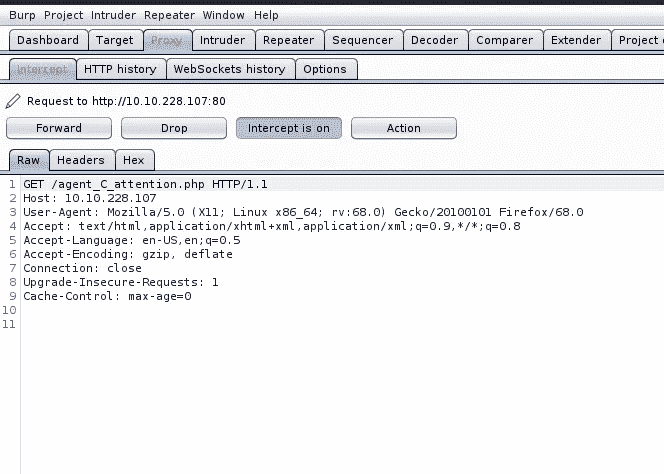 Burp Project Intruder Repeater Window Help
Dashboard Target Proxy Intruder Repeater Sequencer Decoder Comparer Extender Project
Intercept HTTP history WebSockets history Options
Request to http://10.10.228.107:80
Forward Drop Intercept is on Action
Raw Headers Hex
1 GET /agent_C_attention.php HTTP/1.1
2 Host: 10.10.228.107
3 User-Agent: Mozilla/5.0 (X11; Linux x86_64; rv:68.0) Gecko/20100101 Firefox/68.0
4 Accept: text/html,application/xhtml+xml,application/xml;q=0.9,*/*;q=0.8
5 Accept-Language: en-US,en;q=0.5
6 Accept-Encoding: gzip, deflate
7 Connection: close
8 Upgrade-Insecure-Requests: 1
9 Cache-Control: max-age=0
10
11